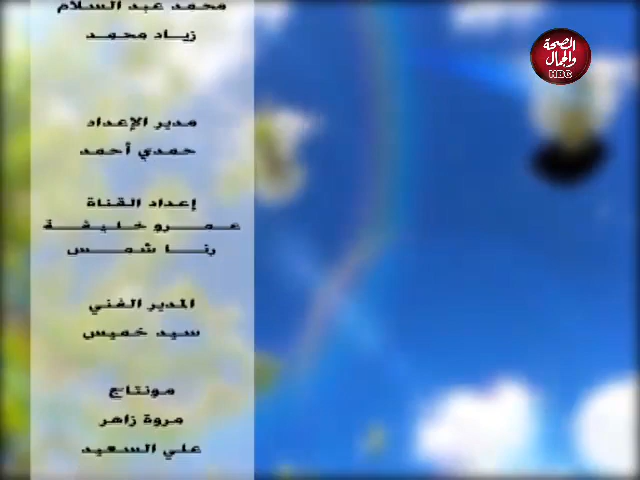 محمد عبد السلام
زياد محمد
الصحة
والجمال
HBC
مدير الإعداد
حمدي أحمد
إعداد القناة
عمرو خليفة
رنا شمس
المدير الفني
سيد خميس
مونتاج
مروة زاهر
علي السعيد